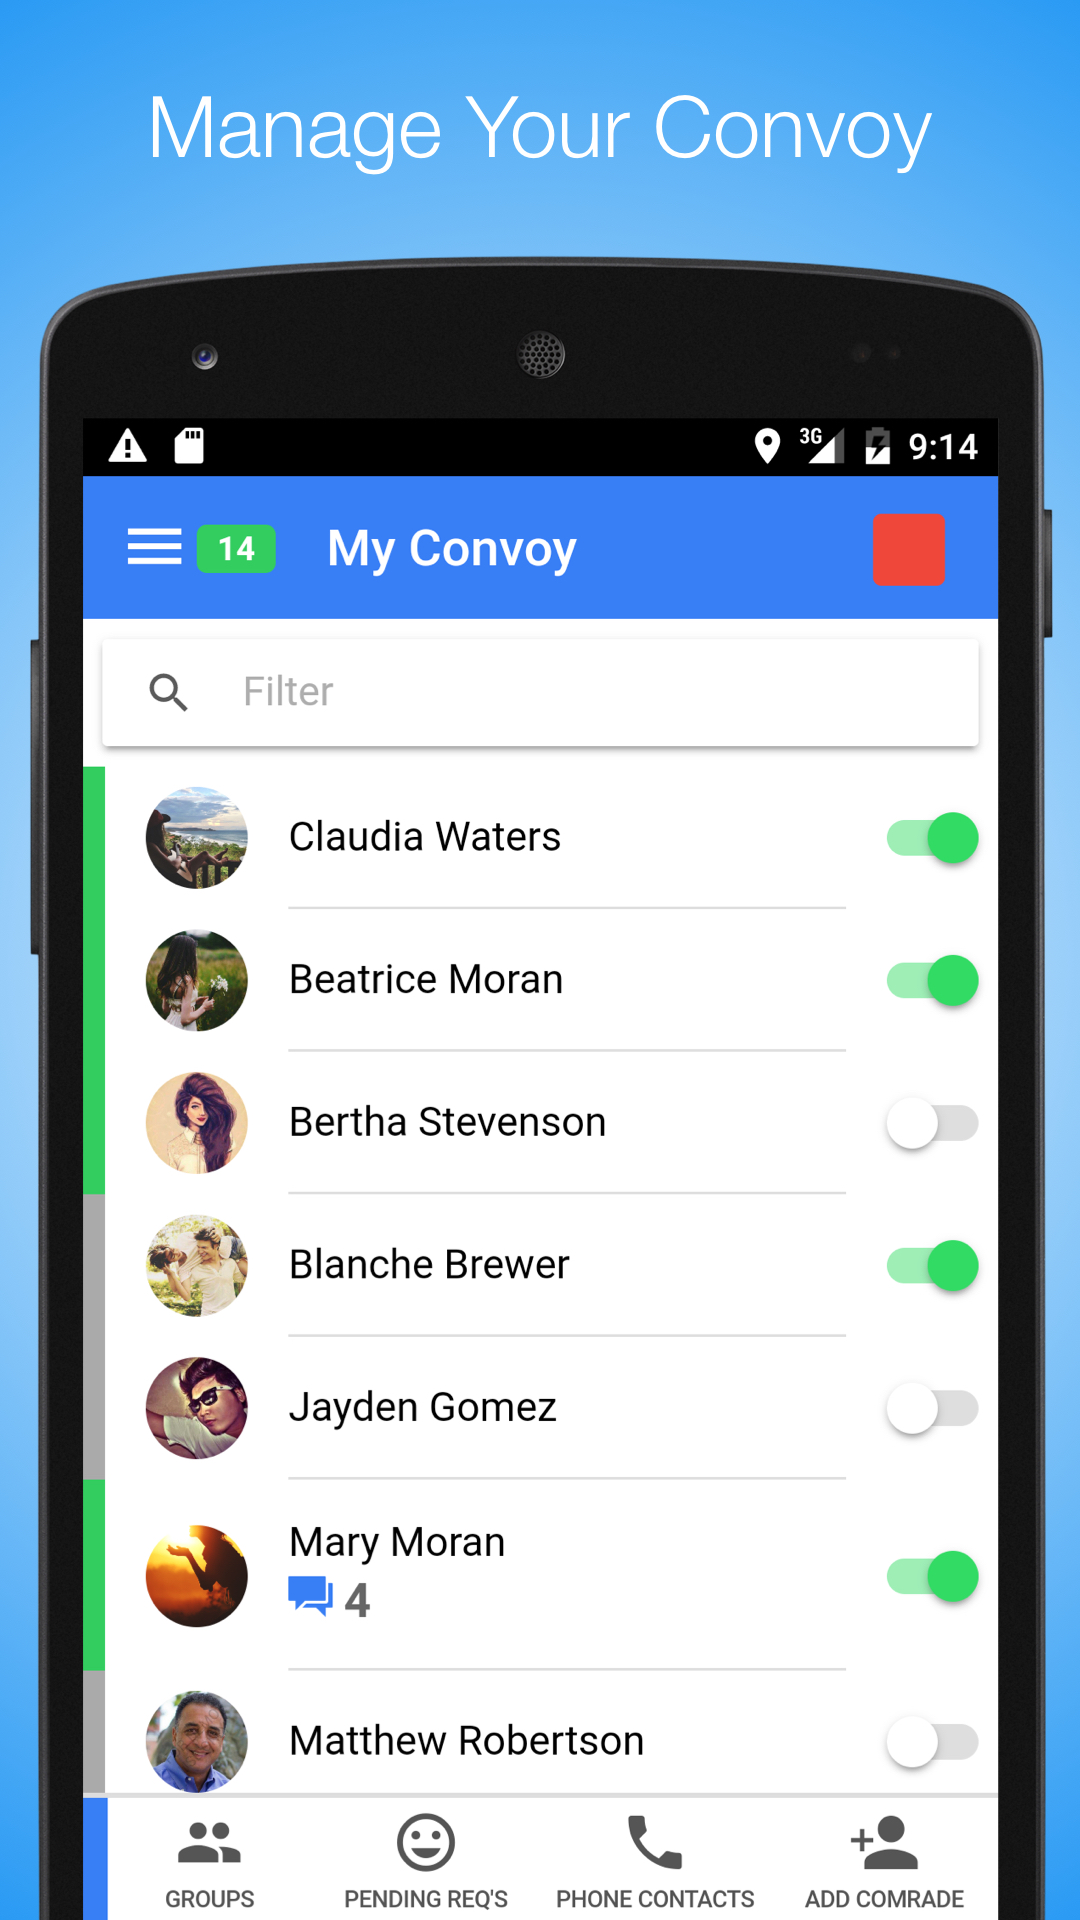 Manage Your Convoy
3G 9:14
14 My Convoy
Filter
Claudia Waters
Beatrice Moran
Bertha Stevenson
Blanche Brewer
Jayden Gomez
Mary Moran
4
Matthew Robertson
GROUPS PENDING REQ'S PHONE CONTACTS ADD COMRADE